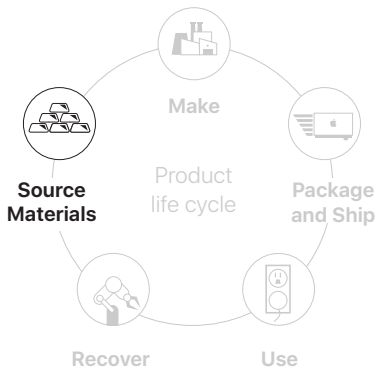 Make
Source
Materials
Product
life cycle
Package
and Ship
Recover
Use